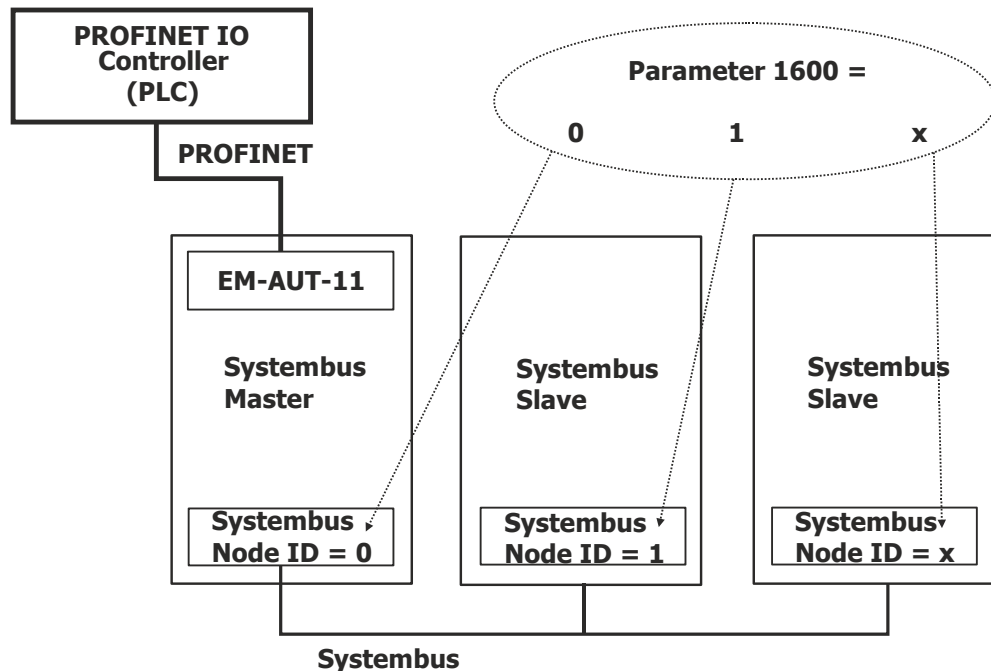 PROFINET IO
Controller
(PLC)
Parameter 1600 =
0 1 x
PROFINET
EM-AUT-11
Systembus
Master
Systembus
Slave
Systembus
Slave
Systembus
Node ID = 0
Systembus
Node ID = 1
Systembus
Node ID = x
Systembus